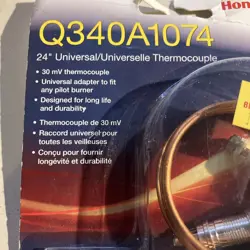 Hon
Q340A1074
24" Universal/Universelle Thermocouple
• 30 mV thermocouple
• Universal adapter to fit
any pilot burner
• Designed for long life
and durability
• Thermocouple de 30 mV
• Raccord universel pour
toutes les veilleuses
• Conçu pour fournir
longévité et durabilité